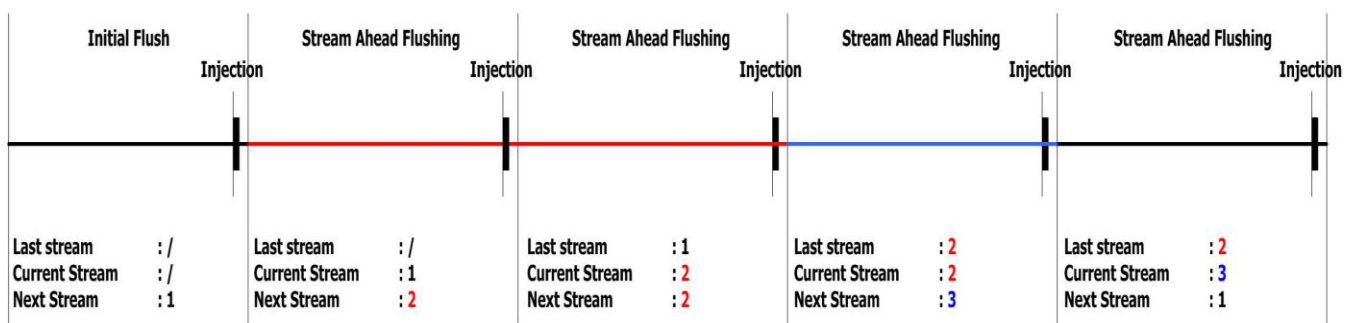 Initial Flush
Injection
Last stream : /
Current Stream : /
Next Stream : 1
Stream Ahead Flushing
Injection
Last stream : /
Current Stream : 1
Next Stream : 2
Stream Ahead Flushing
Injection
Last stream : 1
Current Stream : 2
Next Stream : 2
Stream Ahead Flushing
Injection
Last stream : 2
Current Stream : 2
Next Stream : 3
Stream Ahead Flushing
Injection
Last stream : 2
Current Stream : 3
Next Stream : 1